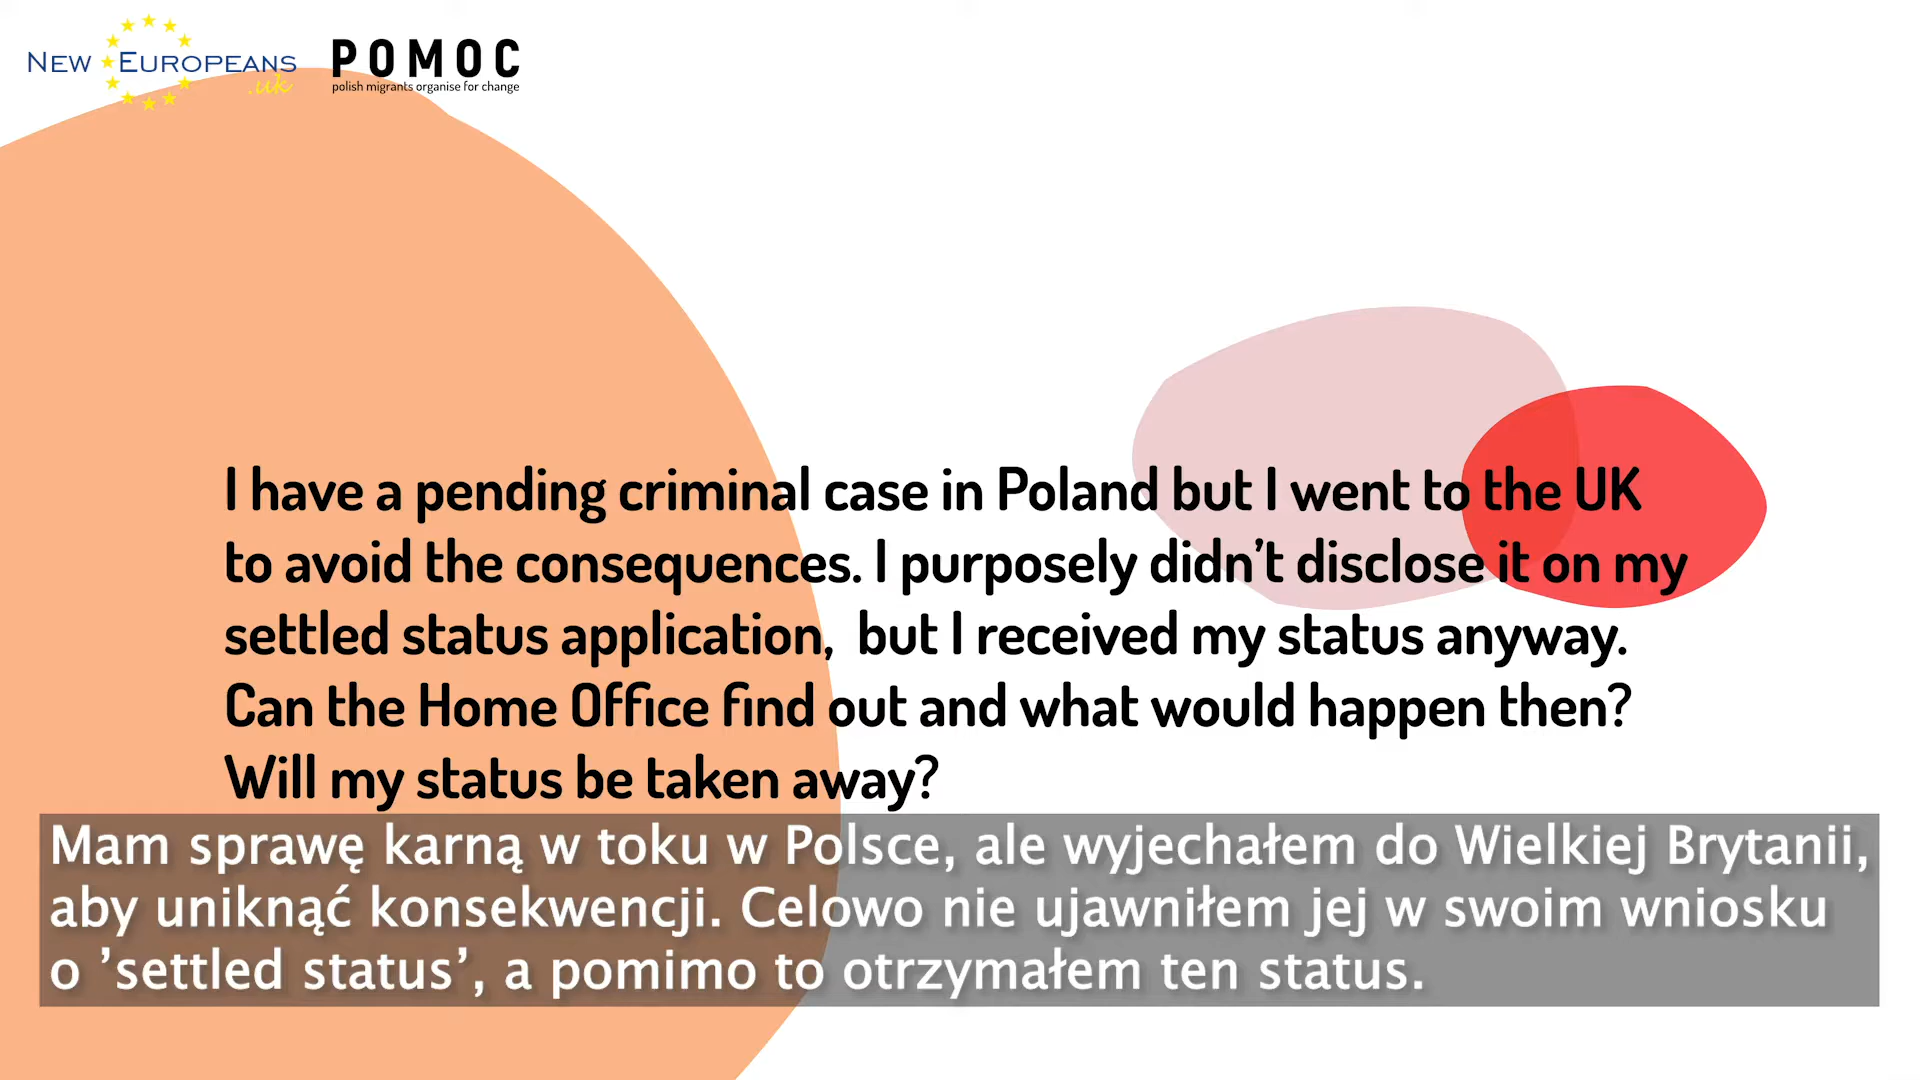 NEW EUROPEANS
.uk
POMOC
polish migrants organise for change
I have a pending criminal case in Poland but I went to the UK
to avoid the consequences. I purposely didn’t disclose it on my
settled status application,  but I received my status anyway.
Can the Home Office find out and what would happen then?
Will my status be taken away?
Mam sprawę karną w toku w Polsce, ale wyjechałem do Wielkiej Brytanii,
aby uniknąć konsekwencji. Celowo nie ujawniłem jej w swoim wniosku
o ’settled status’, a pomimo to otrzymałem ten status.